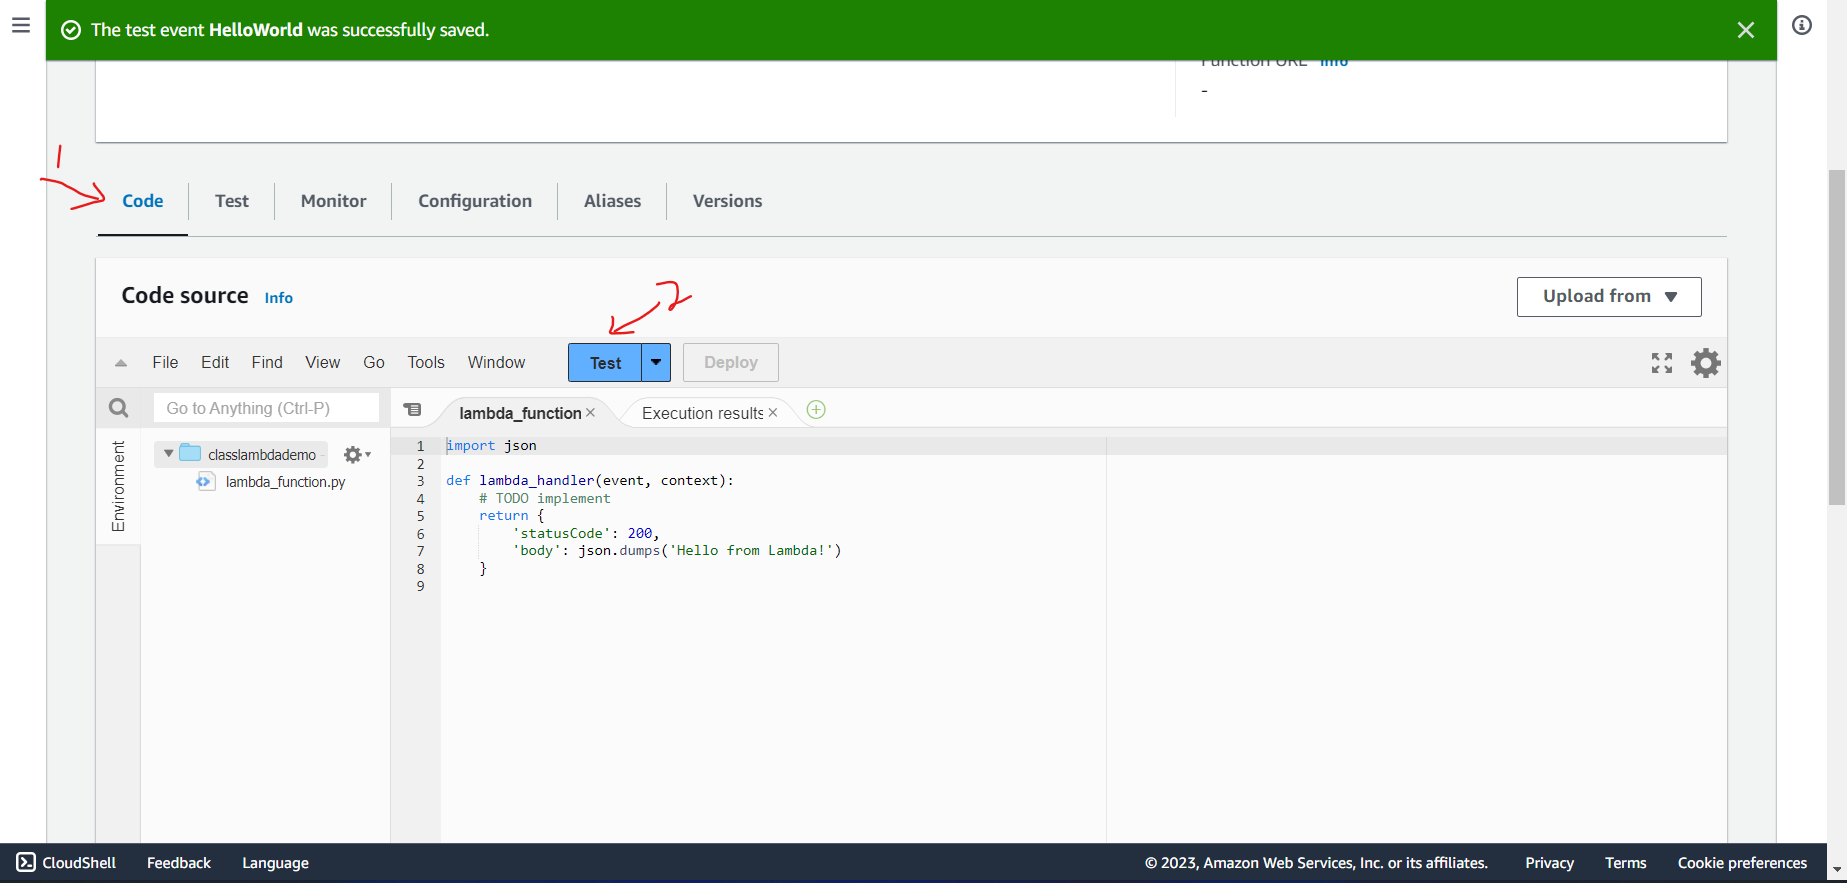 The test event HelloWorld was successfully saved.
Function URL Info
-
1
Code Test Monitor Configuration Aliases Versions
Code source Info
2
Upload from
File Edit Find View Go Tools Window Test Deploy
Go to Anything (Ctrl-P)
lambda_function Execution results
Environment
classlambdademo -
lambda_function.py
1 import json
2
3 def lambda_handler(event, context):
4 # TODO implement
5 return {
6 'statusCode': 200,
7 'body': json.dumps('Hello from Lambda!')
8 }
9
CloudShell Feedback Language © 2023, Amazon Web Services, Inc. or its affiliates. Privacy Terms Cookie preferences